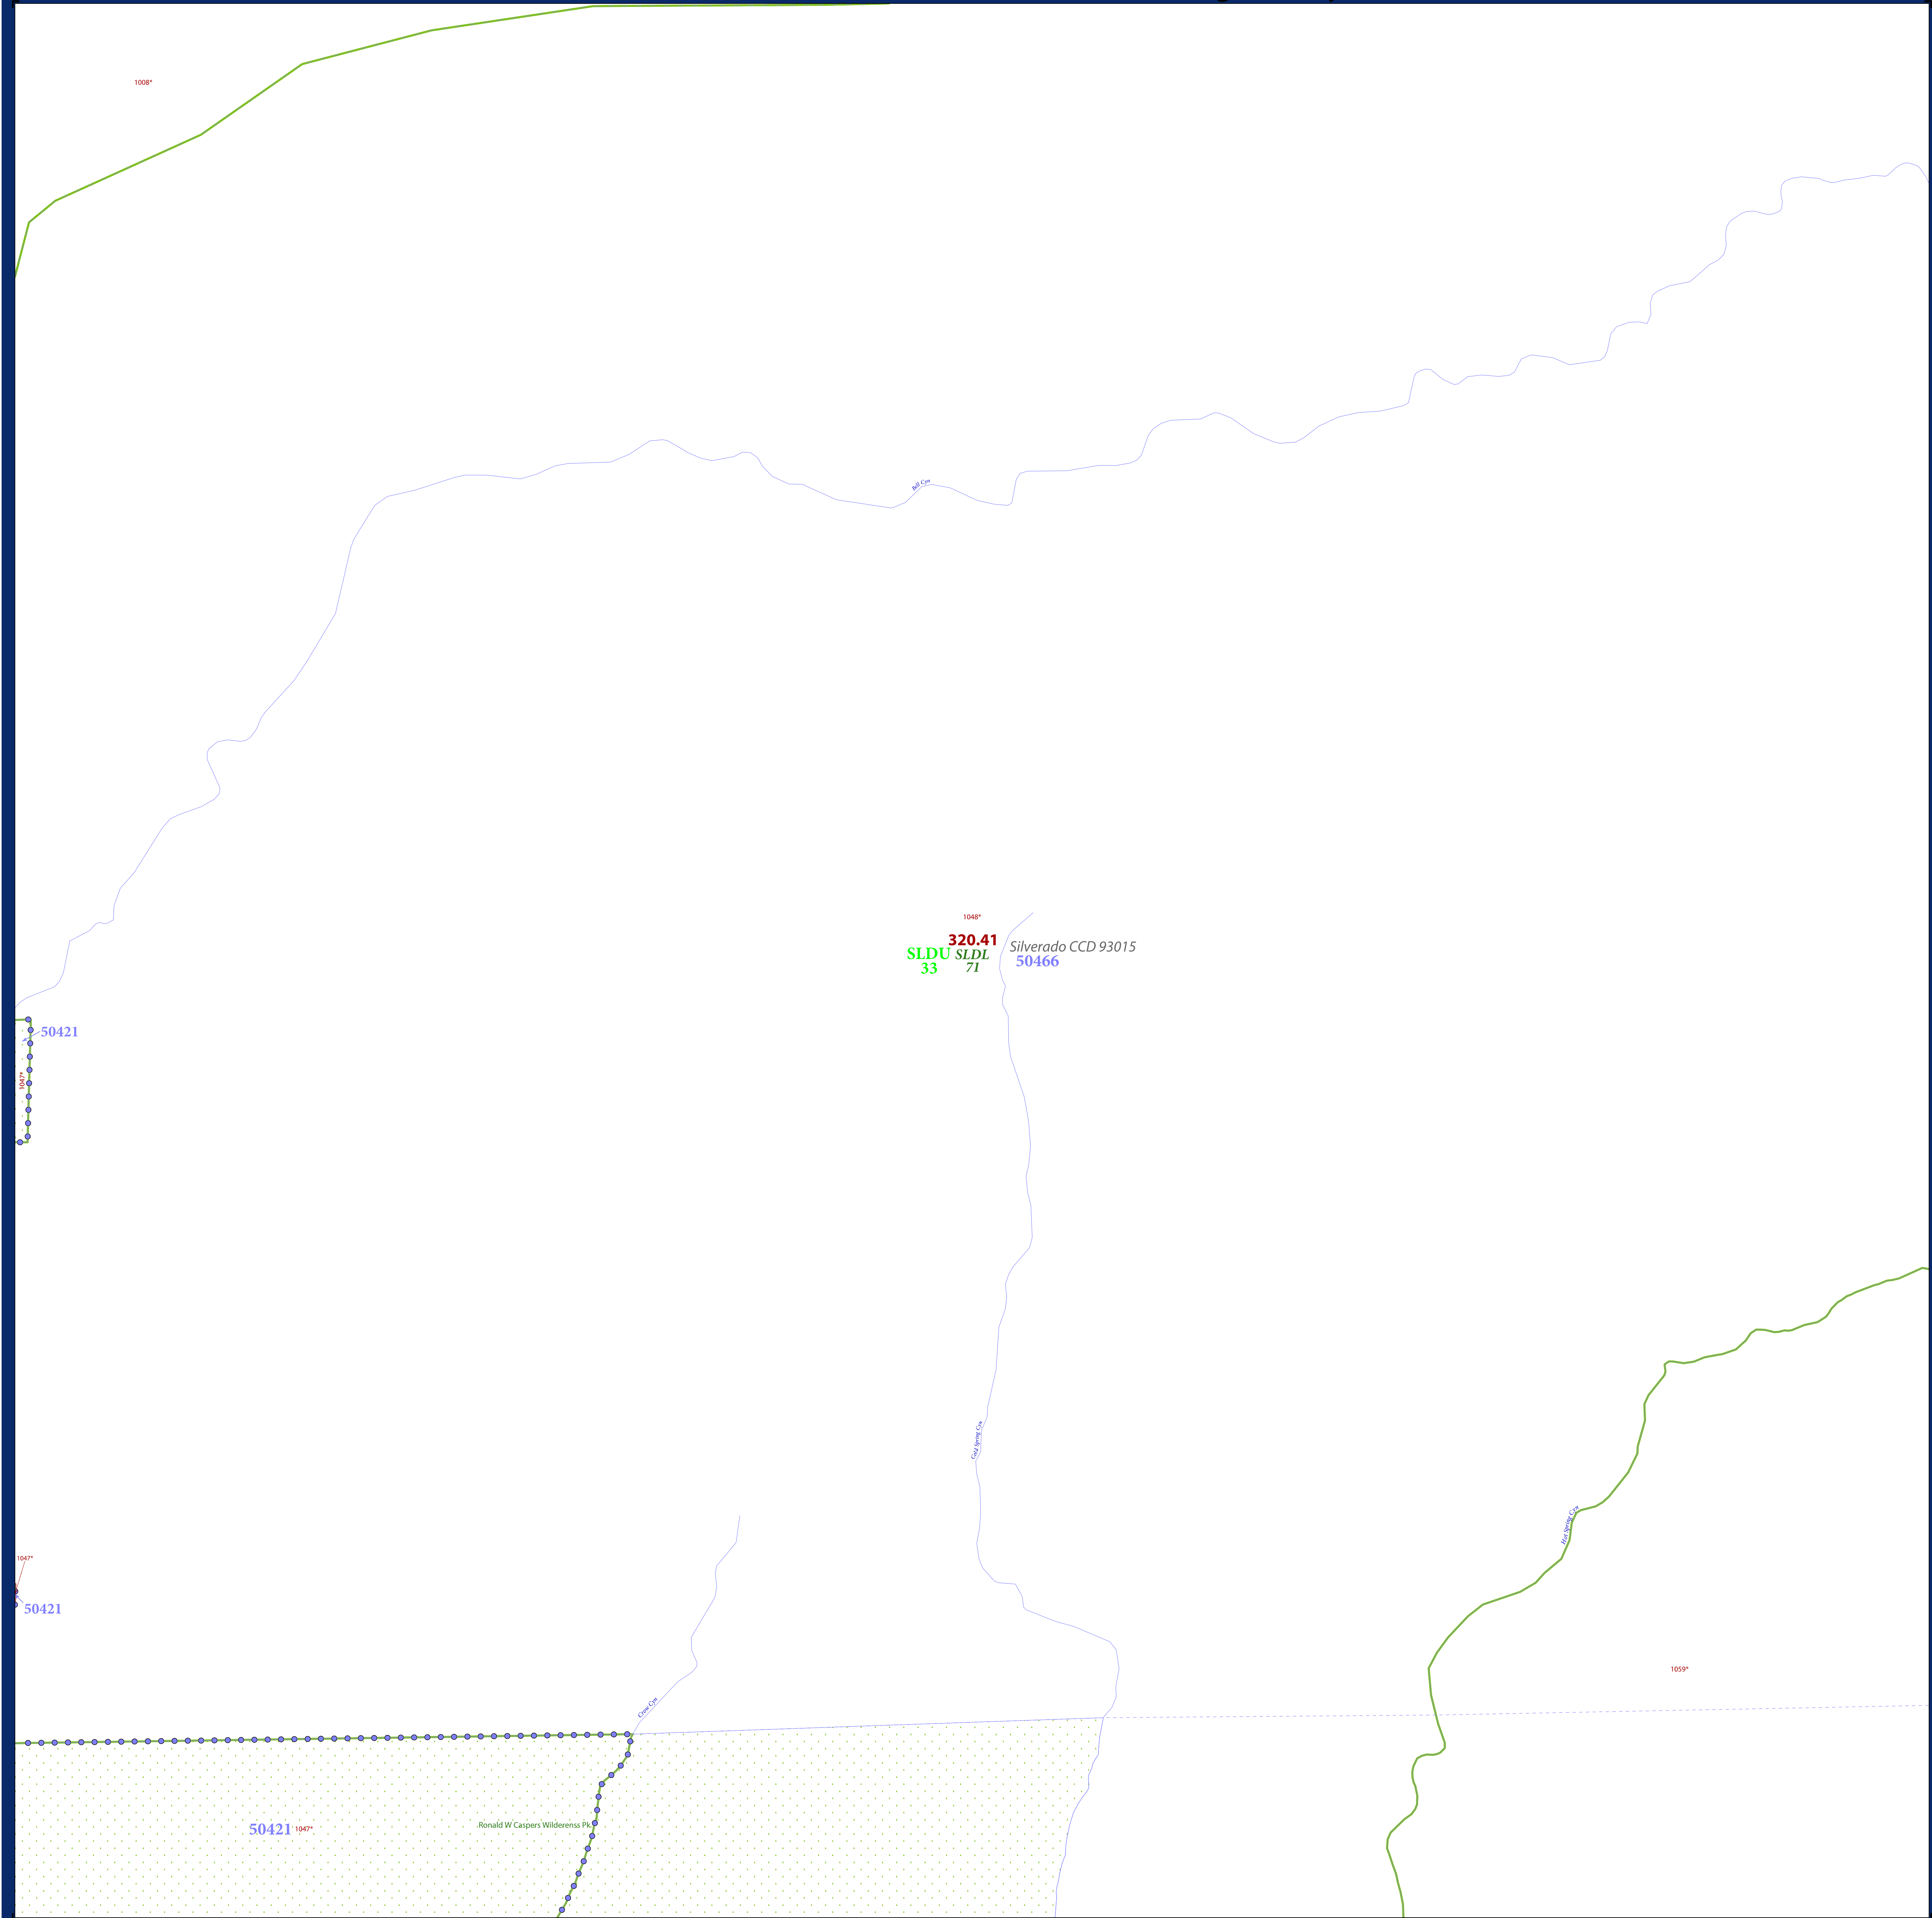 1008*
Bell Cyn
1048*
320.41
Silverado CCD 93015
SLDU SLDL
50466
33 71
50421
1047*
Cold Spring Cyn
Hot Spring Cyn
1047*
50421
1059*
Crow Cyn
Ronald W Caspers Wilderenss Pk
50421 1047*